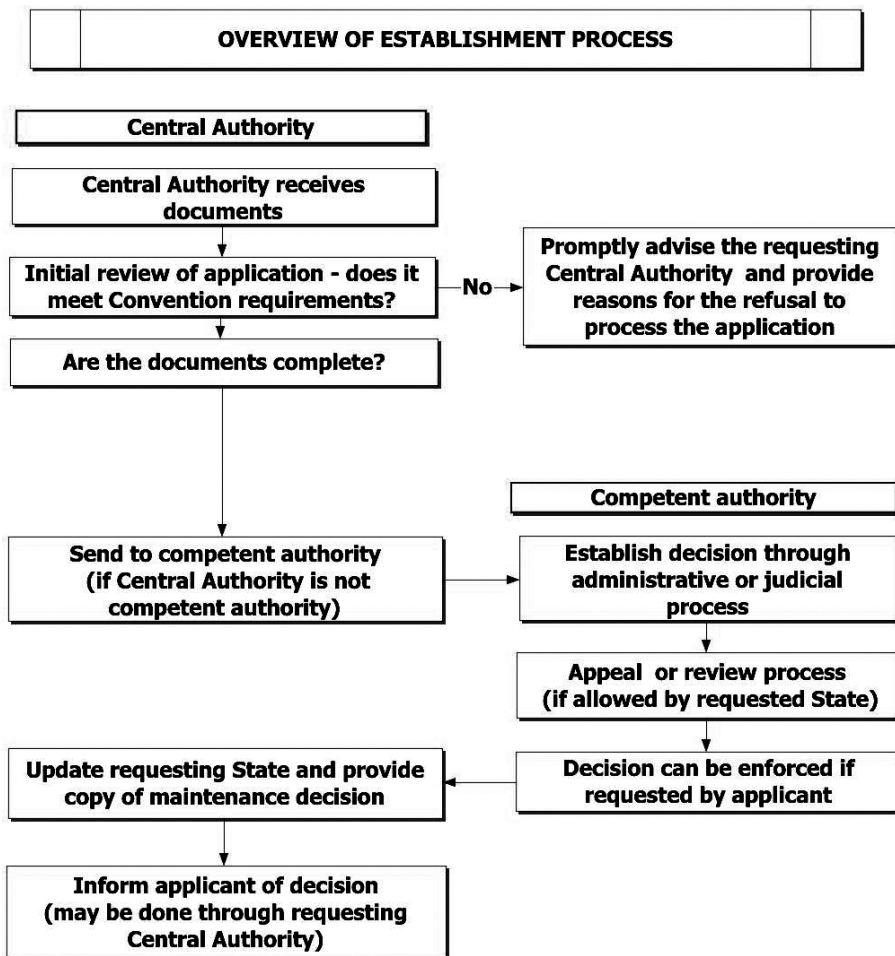 OVERVIEW OF ESTABLISHMENT PROCESS
Central Authority
Central Authority receives
documents
Initial review of application - does it
meet Convention requirements?
No
Promptly advise the requesting
Central Authority and provide
reasons for the refusal to
process the application
Are the documents complete?
Competent authority
Send to competent authority
(if Central Authority is not
competent authority)
Establish decision through
administrative or judicial
process
Appeal or review process
(if allowed by requested State)
Decision can be enforced if
requested by applicant
Update requesting State and provide
copy of maintenance decision
Inform applicant of decision
(may be done through requesting
Central Authority)